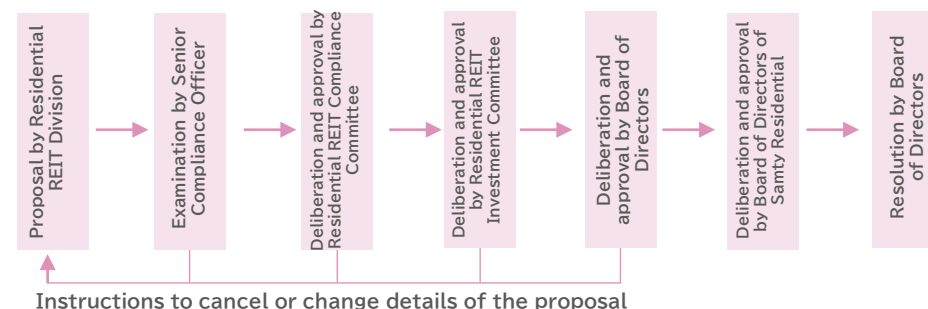 Proposal by Residential
REIT Division
Examination by Senior
Compliance Officer
Deliberation and approval by
Residential REIT Compliance
Committee
Deliberation and approval
by Residential REIT
Investment Committee
Deliberation and
approval by Board of
Directors
Deliberation and approval
by Board of Directors of
Samty Residential
Resolution by Board
of Directors
Instructions to cancel or change details of the proposal